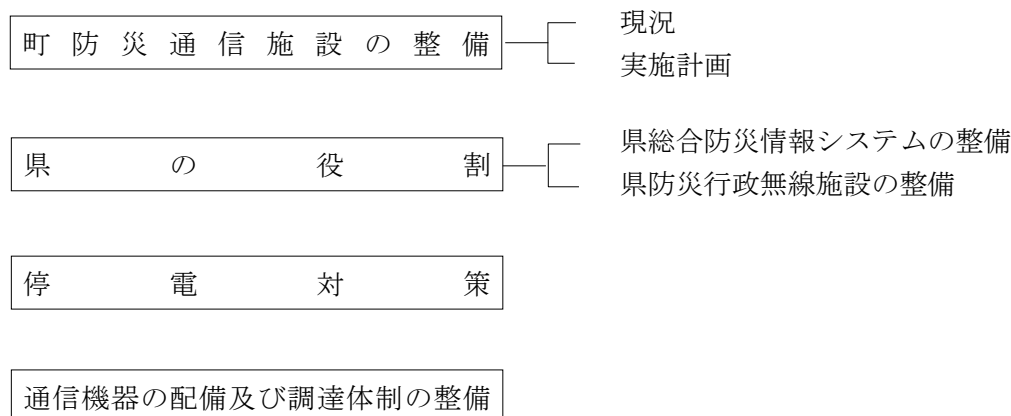 町防災通信施設の整備
現況
実施計画
県の役割
県総合防災情報システムの整備
県防災行政無線施設の整備
停電対策
通信機器の配備及び調達体制の整備